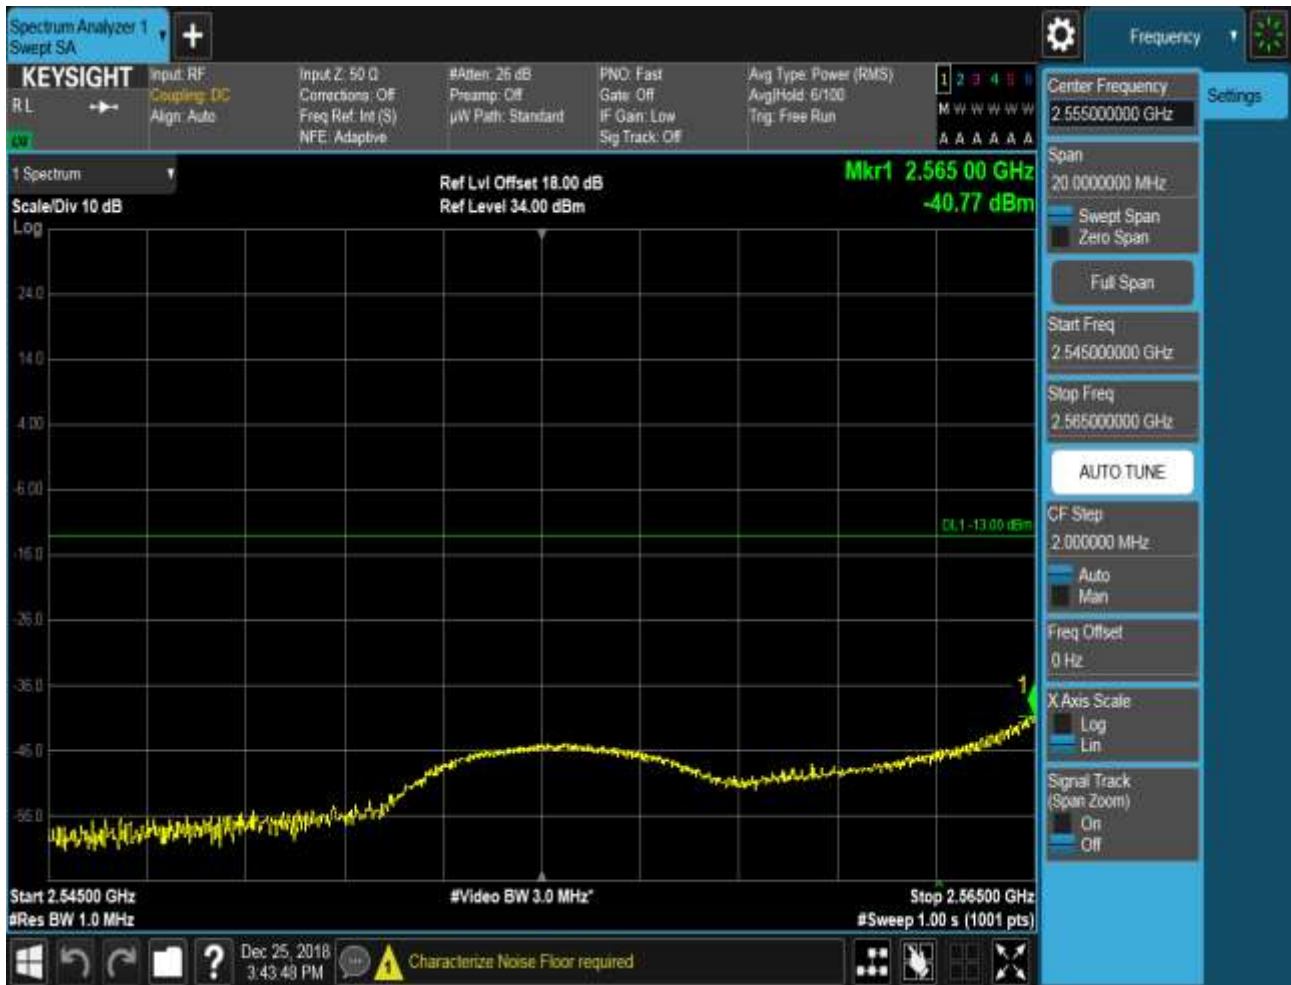 Spectrum Analyzer 1
Swept SA
Frequency
KEYSIGHT
R L
Input: RF
Coupling: DC
Align: Auto
Input Z: 50 Ω
Corrections: Off
Freq Ref: Int (S)
NFE: Adaptive
#Atten: 26 dB
Preamp: Off
µW Path: Standard
PNO: Fast
Gate: Off
IF Gain: Low
Sig Track: Off
Avg Type: Power (RMS)
Avg|Hold: 6/100
Trig: Free Run
1 2 3 4 5 6
M W W W W W
A A A A A A
1 Spectrum
Scale/Div 10 dB
Log
Ref Lvl Offset 18.00 dB
Ref Level 34.00 dBm
Mkr1 2.565 00 GHz
-40.77 dBm
24.0
14.0
4.00
-6.00
-16.0
-26.0
-36.0
-46.0
-56.0
DL1 -13.00 dBm
1
Start 2.54500 GHz
#Res BW 1.0 MHz
#Video BW 3.0 MHz*
Stop 2.56500 GHz
#Sweep 1.00 s (1001 pts)
Center Frequency
2.555000000 GHz
Settings
Span
20.0000000 MHz
Swept Span
Zero Span
Full Span
Start Freq
2.545000000 GHz
Stop Freq
2.565000000 GHz
AUTO TUNE
CF Step
2.000000 MHz
Auto
Man
Freq Offset
0 Hz
X Axis Scale
Log
Lin
Signal Track
(Span Zoom)
On
Off
?
Dec 25, 2018
3:43:48 PM
1
Characterize Noise Floor required